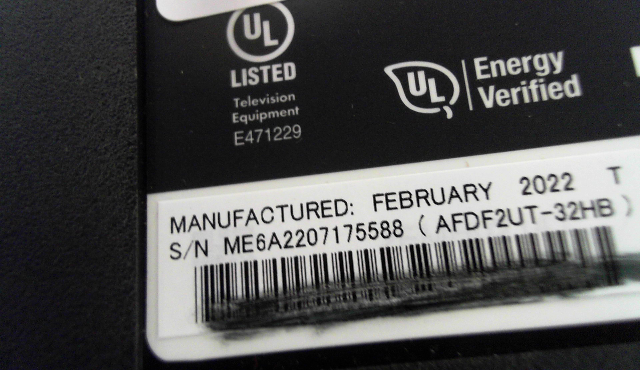 UL
LISTED
Television
Equipment
E471229
UL
Energy
Verified
MANUFACTURED: FEBRUARY 2022 T
S/N ME6A2207175588 ( AFDF2UT-32HB )